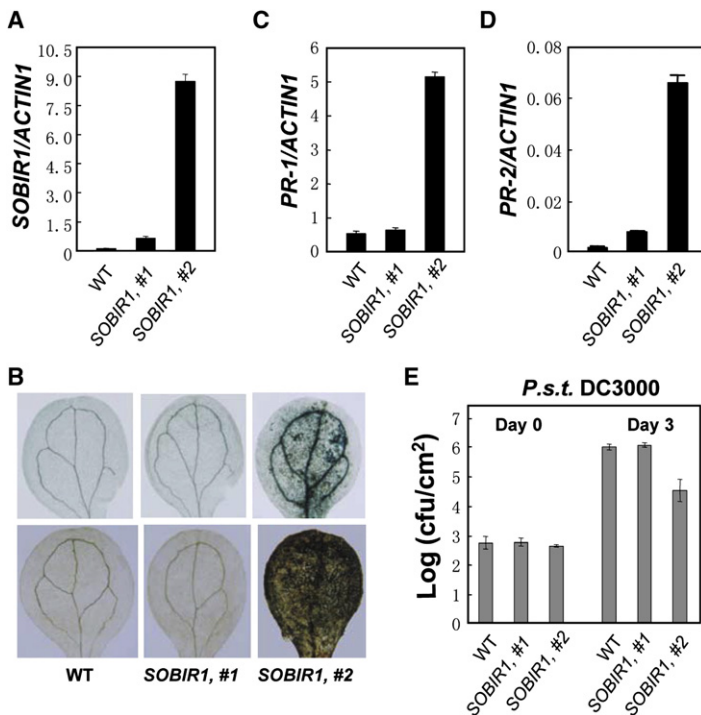 A
SOBIR1/ACTIN1
10.5
9.0
7.5
6.0
4.5
3.0
1.5
0
WT
SOBIR1, #1
SOBIR1, #2
C
PR-1/ACTIN1
6
5
4
3
2
1
0
WT
SOBIR1, #1
SOBIR1, #2
D
PR-2/ACTIN1
0.08
0.06
0.04
0.02
0
WT
SOBIR1, #1
SOBIR1, #2
B
WT
SOBIR1, #1
SOBIR1, #2
E
P.s.t. DC3000
Day 0
Day 3
Log (cfu/cm²)
7
6
5
4
3
2
1
0
WT
SOBIR1, #1
SOBIR1, #2
WT
SOBIR1, #1
SOBIR1, #2